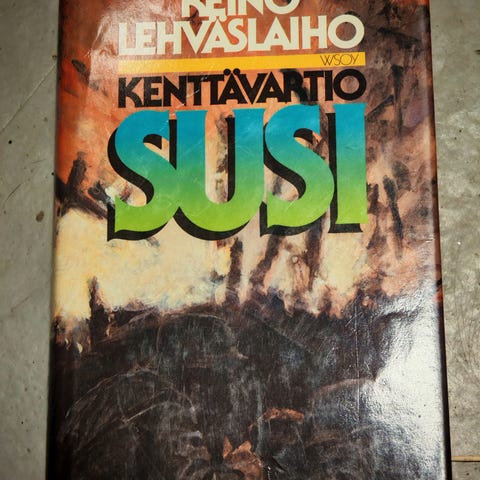 REINO
LEHVÄSLAIHO
WSOY
KENTTÄVARTIO
SUSI